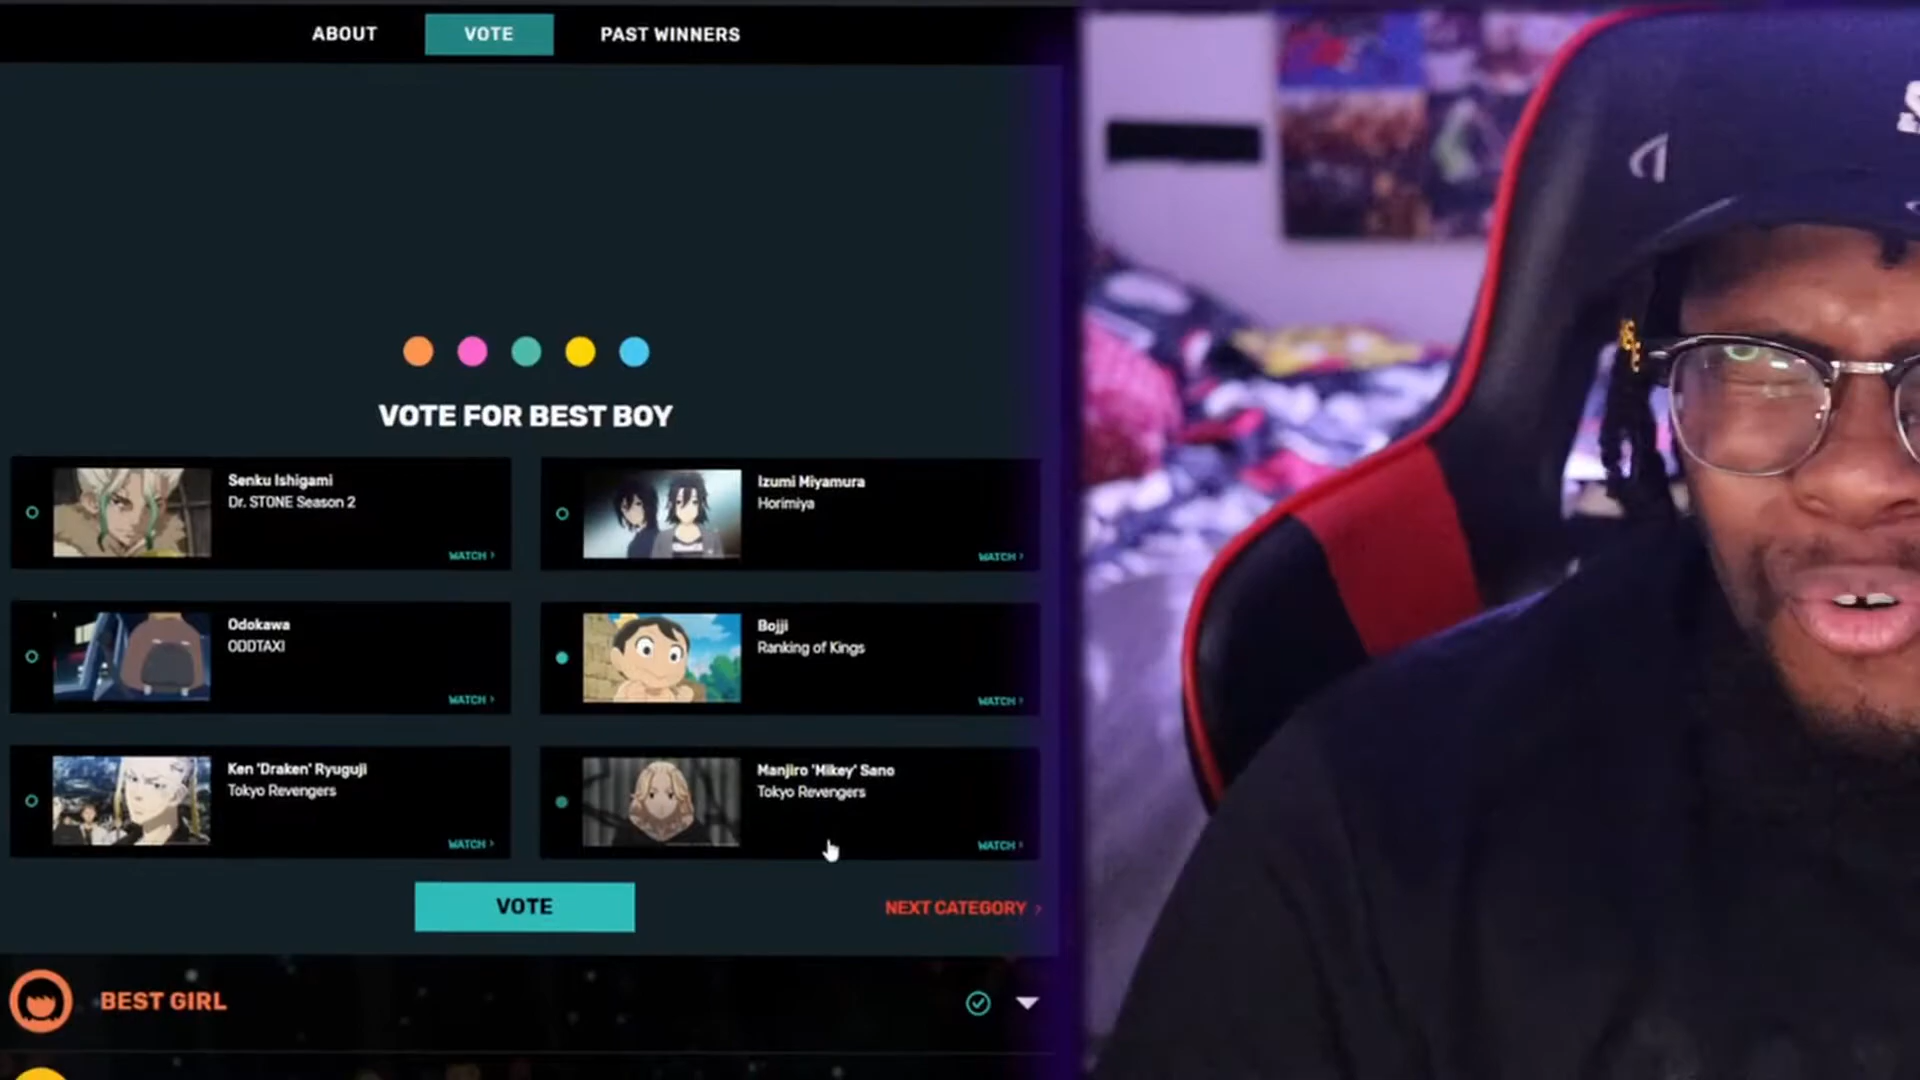 ABOUT
VOTE
PAST WINNERS
VOTE FOR BEST BOY
Senku Ishigami
Dr. STONE Season 2
WATCH ›
Izumi Miyamura
Horimiya
WATCH ›
Odokawa
ODDTAXI
WATCH ›
Bojji
Ranking of Kings
WATCH ›
Ken 'Draken' Ryuguji
Tokyo Revengers
WATCH ›
Manjiro 'Mikey' Sano
Tokyo Revengers
WATCH ›
VOTE
NEXT CATEGORY ›
BEST GIRL